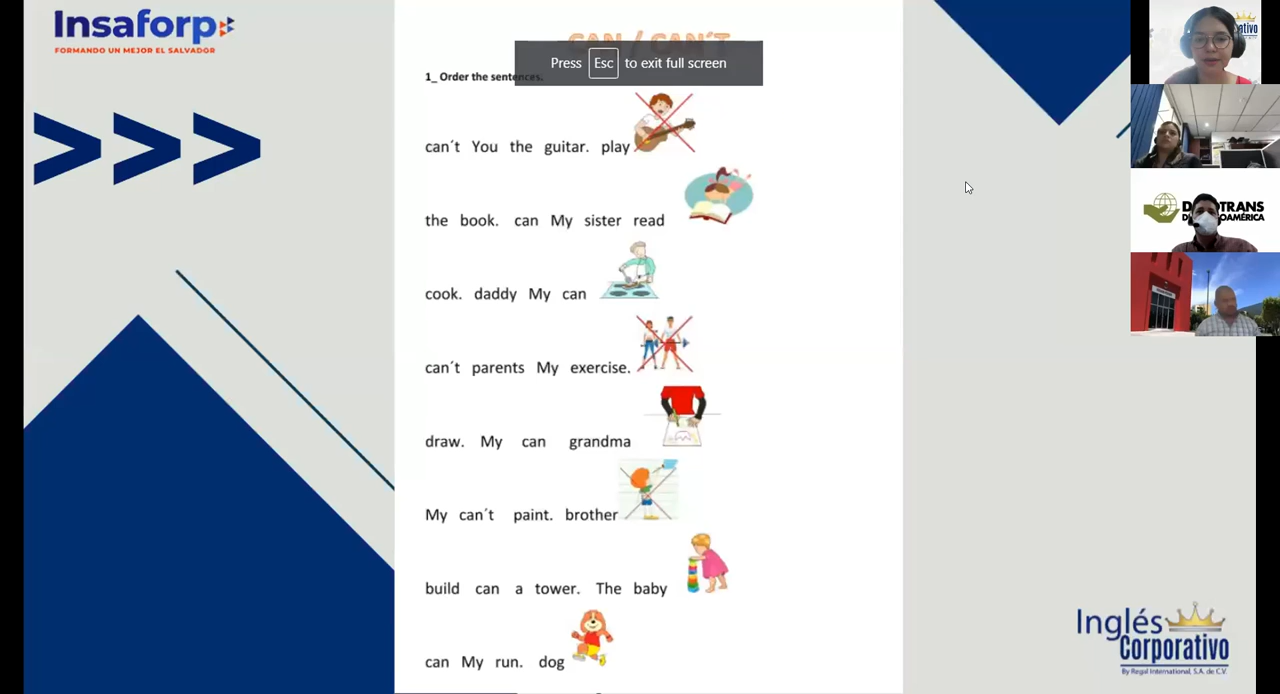 Insaforp
FORMANDO UN MEJOR EL SALVADOR
CAN / CAN´T
Press Esc to exit full screen
1_ Order the sentences.
can´t You the guitar. play
the book. can My sister read
cook. daddy My can
can´t parents My exercise.
draw. My can grandma
My can´t paint. brother
build can a tower. The baby
can My run. dog
Inglés
Corporativo
By Regal International, S.A. de C.V.